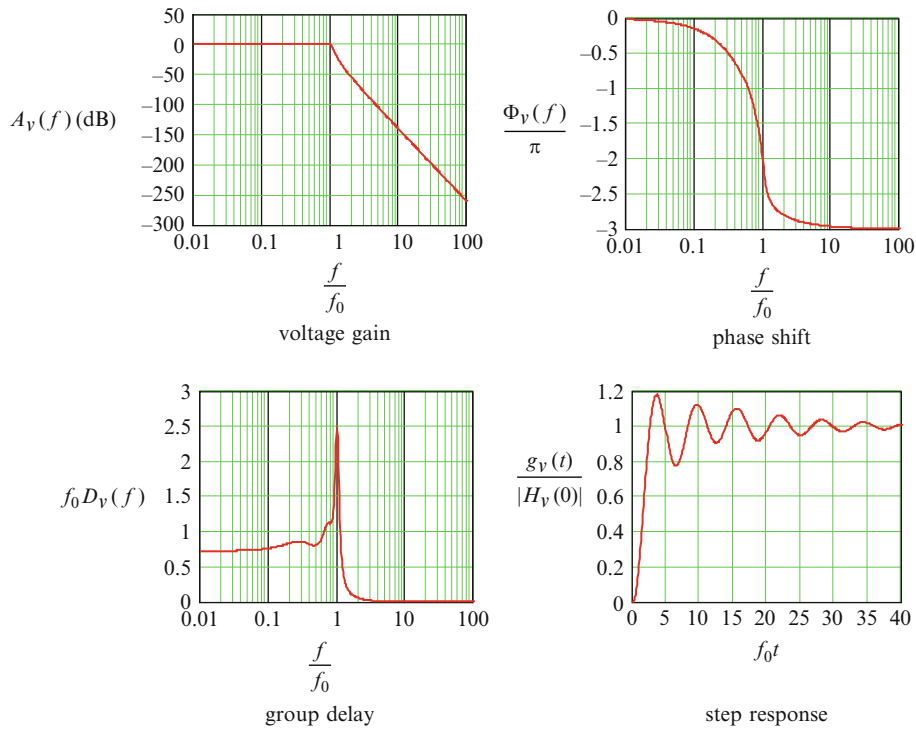 50
0
−50
−100
−150
−200
−250
−300
A_v(f)(dB)
0.01 0.1 1 10 100
f
f_0
voltage gain
0
−0.5
−1
−1.5
−2
−2.5
−3
Φ_v(f)
π
0.01 0.1 1 10 100
f
f_0
phase shift
3
2.5
2
1.5
1
0.5
0
f_0 D_v(f)
0.01 0.1 1 10 100
f
f_0
group delay
1.2
1
0.8
0.6
0.4
0.2
0
g_v(t)
|H_v(0)|
0 5 10 15 20 25 30 35 40
f_0 t
step response